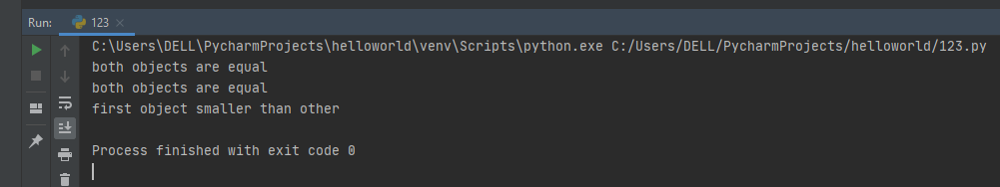 Run: 123
C:\Users\DELL\PycharmProjects\helloworld\venv\Scripts\python.exe C:/Users/DELL/PycharmProjects/helloworld/123.py
both objects are equal
both objects are equal
first object smaller than other
Process finished with exit code 0